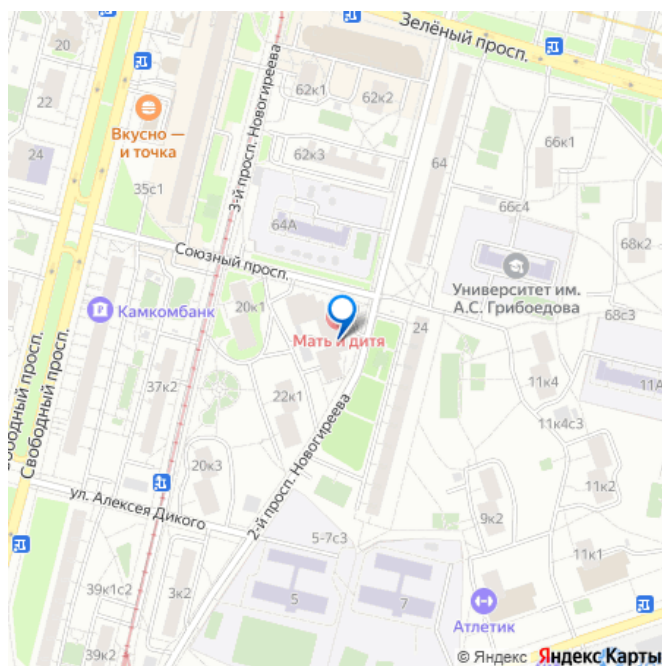 Зелёный просп.
20
62к1
62к2
22
Вкусно —
и точка
3-й просп. Новогиреева
62к3
24
64
66к1
35с1
66с4
64А
68к2
Союзный просп.
Университет им.
А.С. Грибоедова
20к1
Камкомбанк
68с3
Мать и дитя
24
Свободный просп.
Свободный просп.
37к2
11к4
11А
22к1
2-й просп. Новогиреева
11к4с3
20к3
11к2
ул. Алексея Дикого
9к2
5-7с3
11к1
39к1с2
3к2
5
7
Атлетик
39к2
© Яндекс Яндекс Карты